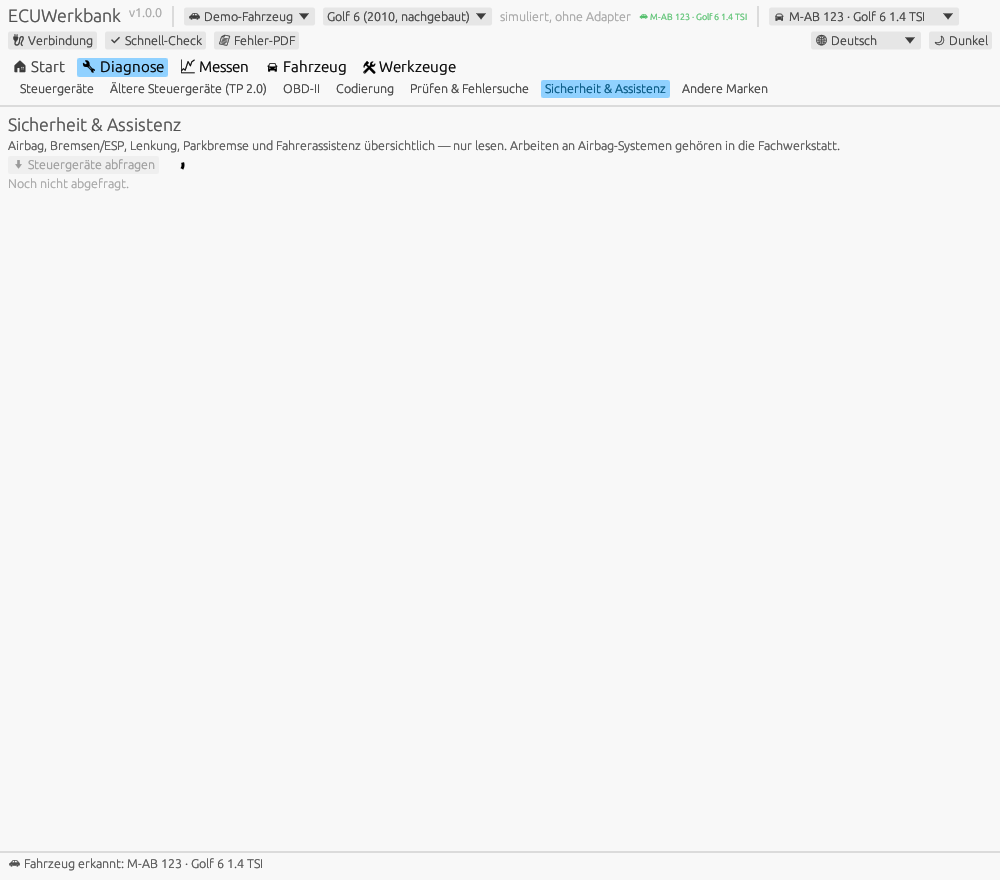 ECUWerkbank v1.0.0 Demo-Fahrzeug Golf 6 (2010, nachgebaut) simuliert, ohne Adapter M-AB 123 · Golf 6 1.4 TSI M-AB 123 · Golf 6 1.4 TSI
Verbindung Schnell-Check Fehler-PDF Deutsch Dunkel
Start Diagnose Messen Fahrzeug Werkzeuge
Steuergeräte Ältere Steuergeräte (TP 2.0) OBD-II Codierung Prüfen & Fehlersuche Sicherheit & Assistenz Andere Marken
Sicherheit & Assistenz
Airbag, Bremsen/ESP, Lenkung, Parkbremse und Fahrerassistenz übersichtlich — nur lesen. Arbeiten an Airbag-Systemen gehören in die Fachwerkstatt.
Steuergeräte abfragen
Noch nicht abgefragt.
Fahrzeug erkannt: M-AB 123 · Golf 6 1.4 TSI